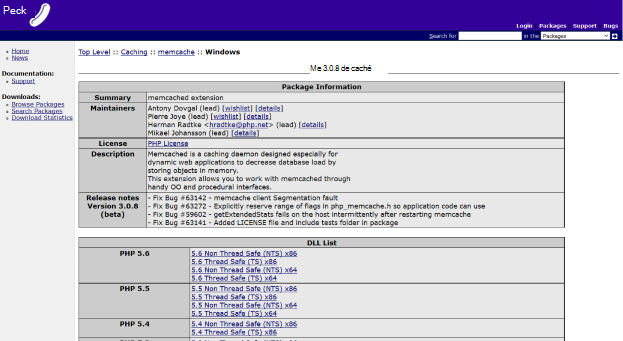 Peck
Login Packages Support Bugs
Search for in the Packages
Home
News
Documentation:
Support
Downloads:
Browse Packages
Search Packages
Download Statistics
Top Level :: Caching :: memcache :: Windows
Me 3.0.8 de caché
Package Information
Summary memcached extension
Maintainers Antony Dovgal (lead) [wishlist] [details]
Pierre Joye (lead) [wishlist] [details]
Herman Radtke <hradtke@php.net> (lead) [details]
Mikael Johansson (lead) [details]
License PHP License
Description Memcached is a caching daemon designed especially for
dynamic web applications to decrease database load by
storing objects in memory.
This extension allows you to work with memcached through
handy OO and procedural interfaces.
Release notes
Version 3.0.8
(beta)
- Fix Bug #63142 - memcache client Segmentation fault
- Fix Bug #63272 - Explicitly reserve range of flags in php_memcache.h so application code can use
- Fix Bug #59602 - getExtendedStats fails on the host intermittently after restarting memcache
- Fix Bug #63141 - Added LICENSE file and include tests folder in package
DLL List
PHP 5.6 5.6 Non Thread Safe (NTS) x86
5.6 Thread Safe (TS) x86
5.6 Non Thread Safe (NTS) x64
5.6 Thread Safe (TS) x64
PHP 5.5 5.5 Non Thread Safe (NTS) x86
5.5 Thread Safe (TS) x86
5.5 Non Thread Safe (NTS) x64
5.5 Thread Safe (TS) x64
PHP 5.4 5.4 Non Thread Safe (NTS) x86
5.4 Thread Safe (TS) x86